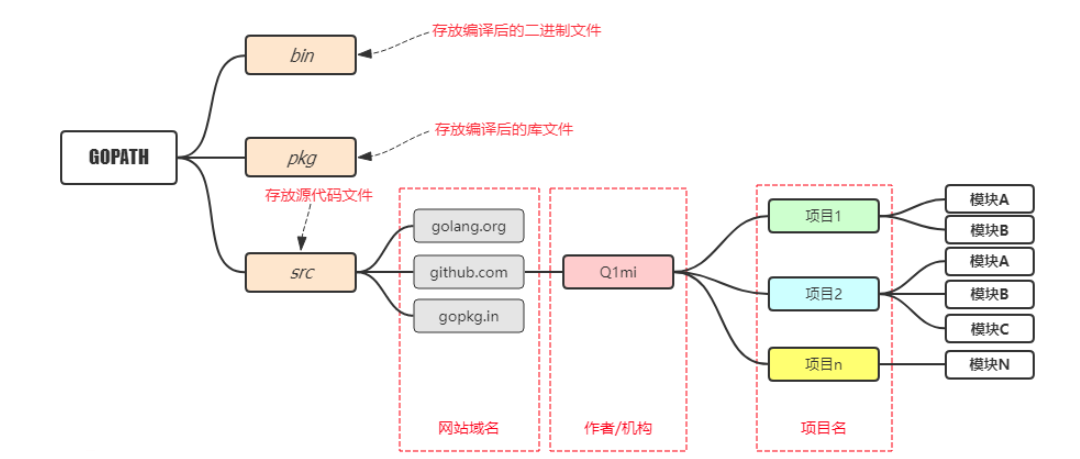 存放编译后的二进制文件
bin
GOPATH
存放编译后的库文件
pkg
存放源代码文件
src
golang.org
github.com
gopkg.in
网站域名
Q1mi
作者/机构
项目1
项目2
项目n
项目名
模块A
模块B
模块A
模块B
模块C
模块N